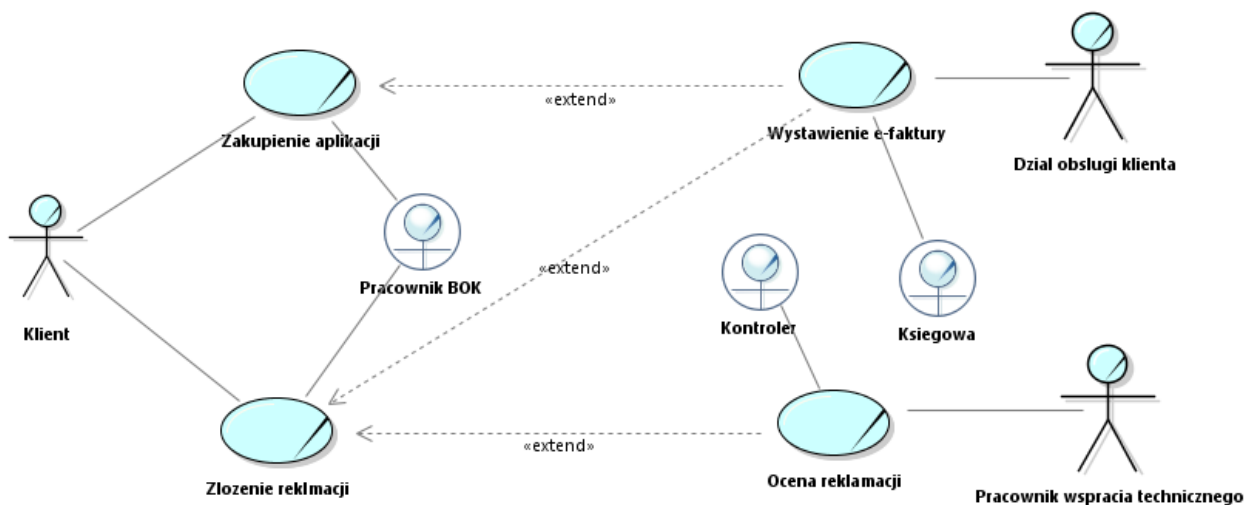 «extend»
Zakupienie aplikacji
Wystawienie e-faktury
Dzial obslugi klienta
«extend»
Pracownik BOK
Klient
Kontroler
Ksiegowa
«extend»
Zlozenie reklmacji
Ocena reklamacji
Pracownik wspracia technicznego